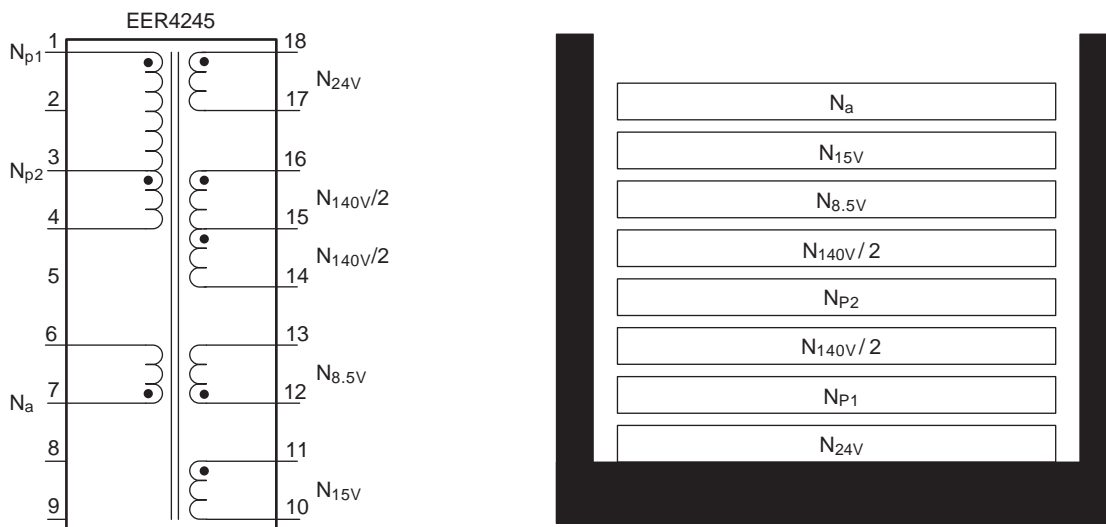 EER4245
Np1
1
2
Np2
3
4
5
6
Na
7
8
9
18
N24V
17
16
N140V/2
15
N140V/2
14
13
N8.5V
12
11
N15V
10
Na
N15V
N8.5V
N140V/2
NP2
N140V/2
NP1
N24V